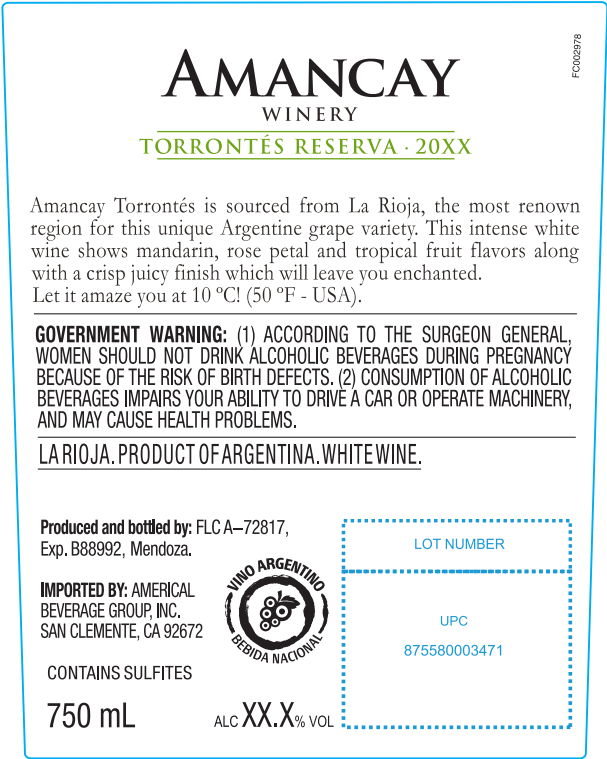 FC002978
AMANCAY
WINERY
TORRONTÉS RESERVA · 20XX
Amancay Torrontés is sourced from La Rioja, the most renown
region for this unique Argentine grape variety. This intense white
wine shows mandarin, rose petal and tropical fruit flavors along
with a crisp juicy finish which will leave you enchanted.
Let it amaze you at 10 ºC! (50 ºF - USA).
GOVERNMENT WARNING: (1) ACCORDING TO THE SURGEON GENERAL,
WOMEN SHOULD NOT DRINK ALCOHOLIC BEVERAGES DURING PREGNANCY
BECAUSE OF THE RISK OF BIRTH DEFECTS. (2) CONSUMPTION OF ALCOHOLIC
BEVERAGES IMPAIRS YOUR ABILITY TO DRIVE A CAR OR OPERATE MACHINERY,
AND MAY CAUSE HEALTH PROBLEMS.
LA RIOJA. PRODUCT OF ARGENTINA. WHITE WINE.
Produced and bottled by: FLC A–72817,
Exp. B88992, Mendoza.
IMPORTED BY: AMERICAL
BEVERAGE GROUP, INC.
SAN CLEMENTE, CA 92672
CONTAINS SULFITES
750 mL
VINO ARGENTINO
BEBIDA NACIONAL
ALC XX.X% VOL
LOT NUMBER
UPC
875580003471